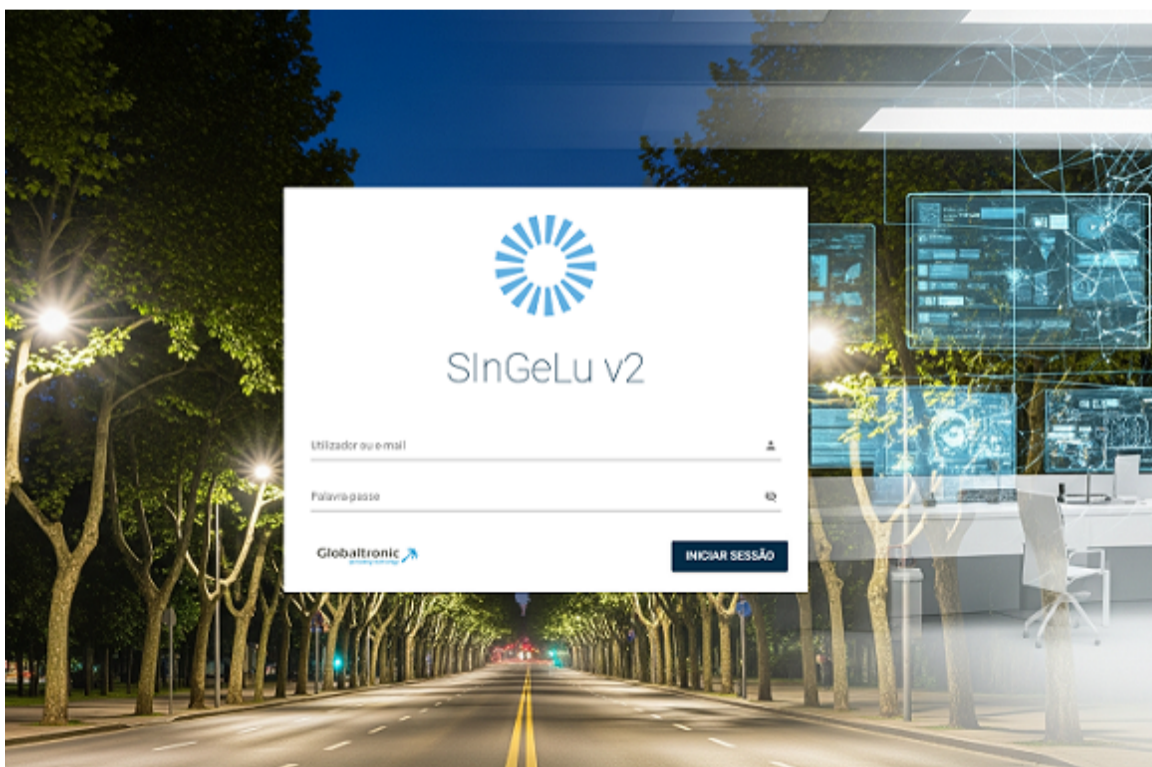 SInGeLu v2
Utilizador ou e-mail
Palavra-passe
Globaltronic
INICIAR SESSÃO